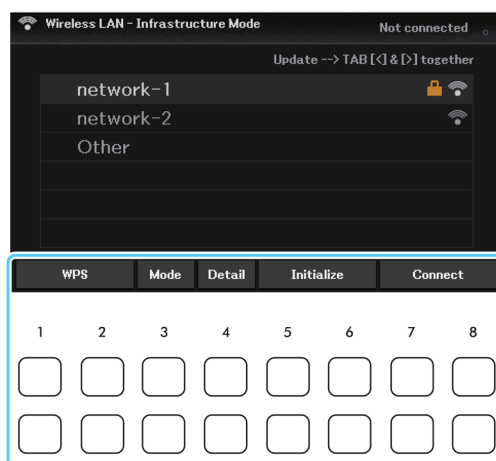 Wireless LAN - Infrastructure Mode Not connected
Update --> TAB [<] & [>] together
network-1
network-2
Other
WPS Mode Detail Initialize Connect
1 2 3 4 5 6 7 8